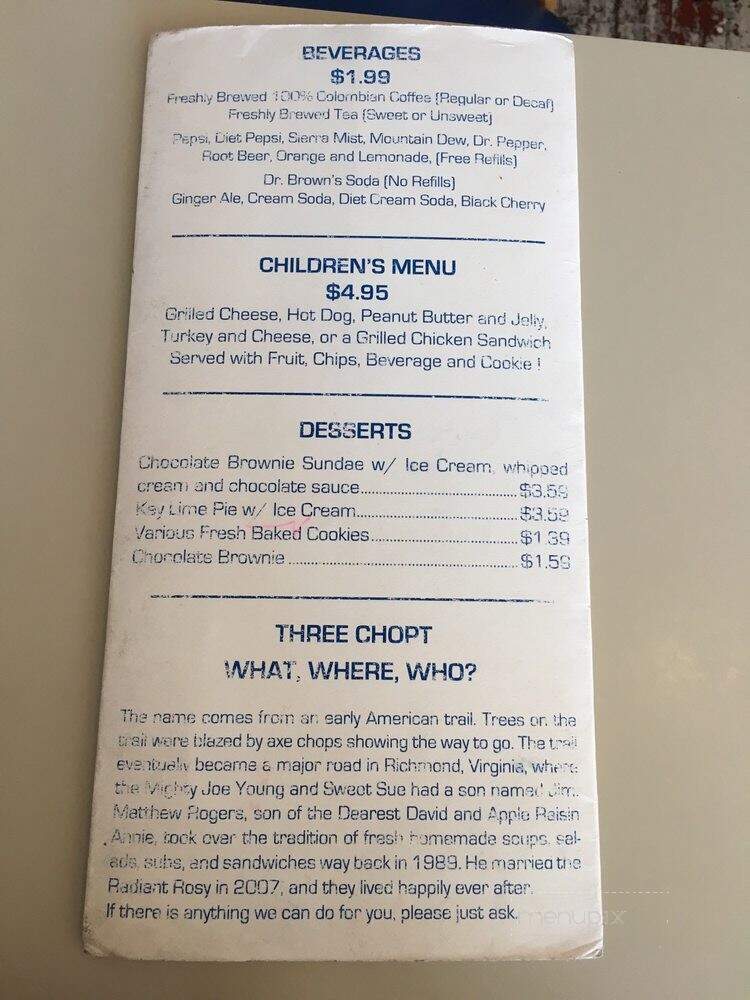 BEVERAGES
$1.99
Freshly Brewed 100% Colombian Coffee (Regular or Decaf)
Freshly Brewed Tea (Sweet or Unsweet)
Pepsi, Diet Pepsi, Sierra Mist, Mountain Dew, Dr. Pepper,
Root Beer, Orange and Lemonade, (Free Refills)
Dr. Brown's Soda (No Refills)
Ginger Ale, Cream Soda, Diet Cream Soda, Black Cherry
CHILDREN'S MENU
$4.95
Grilled Cheese, Hot Dog, Peanut Butter and Jelly,
Turkey and Cheese, or a Grilled Chicken Sandwich
Served with Fruit, Chips, Beverage and Cookie !
DESSERTS
Chocolate Brownie Sundae w/ Ice Cream, whipped
cream and chocolate sauce.......... $3.59
Key Lime Pie w/ Ice Cream.......... $3.59
Various Fresh Baked Cookies.......... $1.39
Chocolate Brownie .......... $1.59
THREE CHOPT
WHAT, WHERE, WHO?
The name comes from an early American trail. Trees on the
trail were blazed by axe chops showing the way to go. The trail
eventually became a major road in Richmond, Virginia, where
the Mighty Joe Young and Sweet Sue had a son named Jim.
Matthew Rogers, son of the Dearest David and Apple Raisin
Annie, took over the tradition of fresh homemade soups, sal-
ads, subs, and sandwiches way back in 1989. He married the
Radiant Rosy in 2007, and they lived happily ever after.
If there is anything we can do for you, please just ask.
menupix